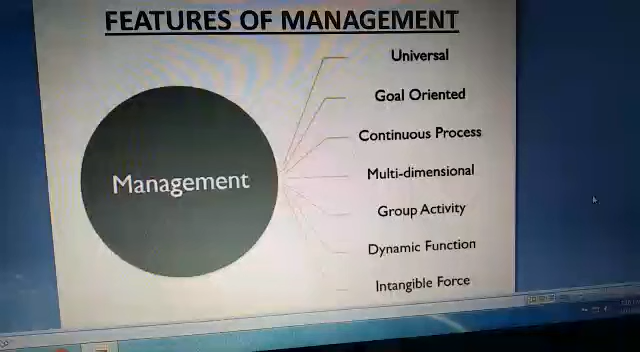 FEATURES OF MANAGEMENT
Management
Universal
Goal Oriented
Continuous Process
Multi-dimensional
Group Activity
Dynamic Function
Intangible Force